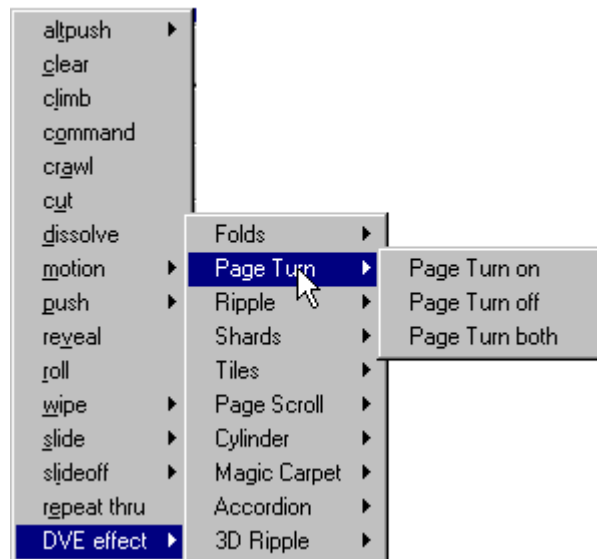 altpush
clear
climb
command
crawl
cut
dissolve
motion
push
reveal
roll
wipe
slide
slideoff
repeat thru
DVE effect
Folds
Page Turn
Ripple
Shards
Tiles
Page Scroll
Cylinder
Magic Carpet
Accordion
3D Ripple
Page Turn on
Page Turn off
Page Turn both